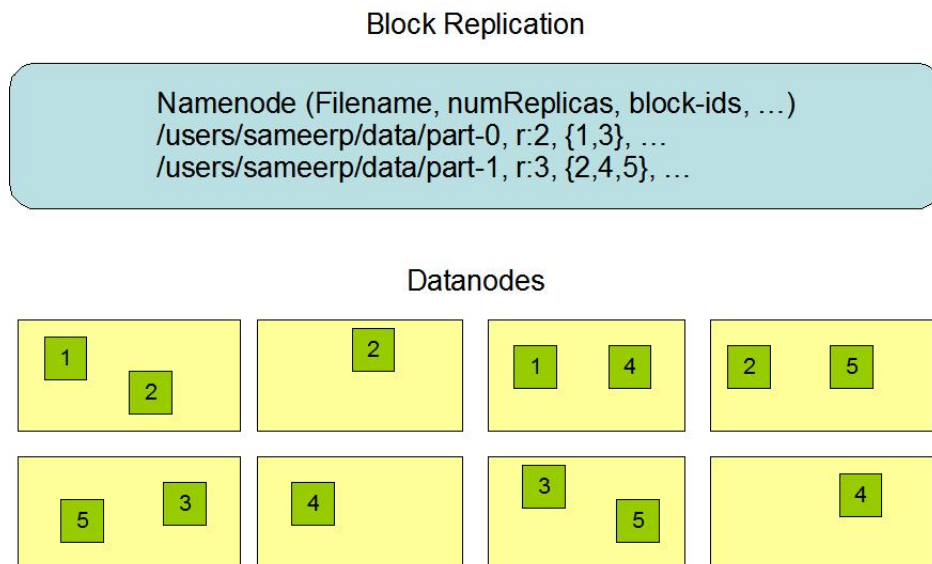 Block Replication
Namenode (Filename, numReplicas, block-ids, …)
/users/sameerp/data/part-0, r:2, {1,3}, …
/users/sameerp/data/part-1, r:3, {2,4,5}, …
Datanodes
1
2
2
1 4
2 5
5 3
4
3
5
4